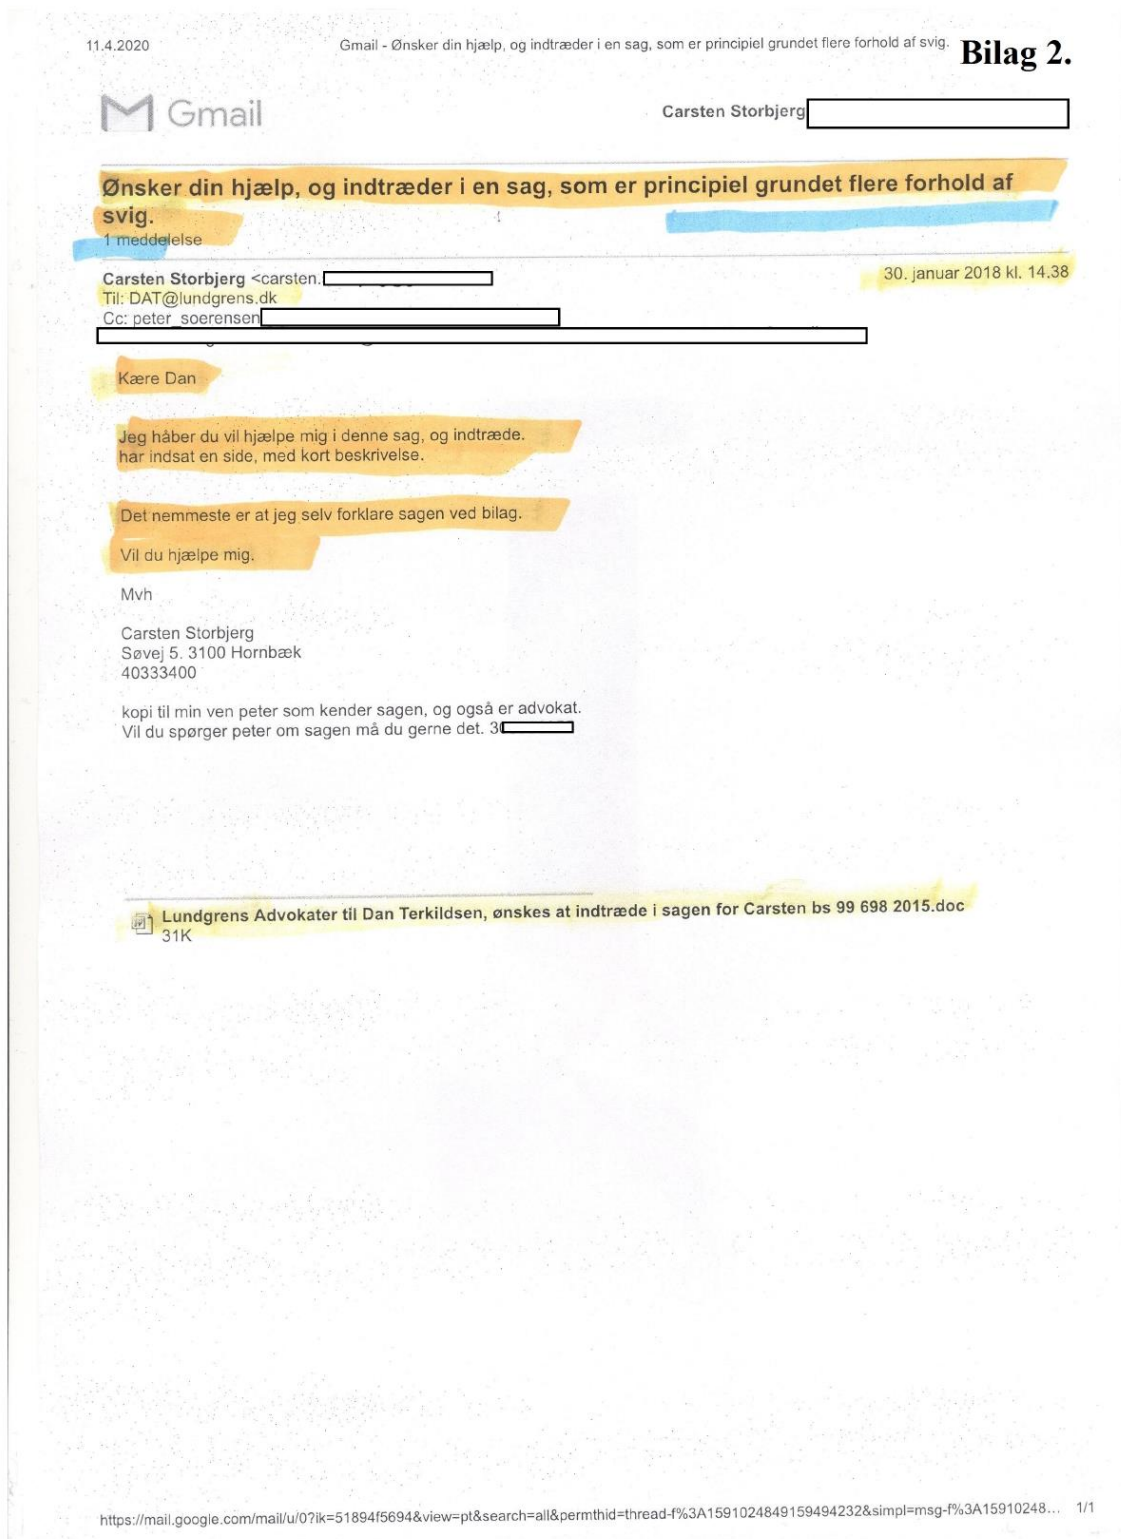 11.4.2020
Gmail - Ønsker din hjælp, og indtræder i en sag, som er principiel grundet flere forhold af svig.
Bilag 2.
Gmail
Carsten Storbjerg
Ønsker din hjælp, og indtræder i en sag, som er principiel grundet flere forhold af
svig.
1 meddelelse
Carsten Storbjerg <carsten.
30. januar 2018 kl. 14.38
Til: DAT@lundgrens.dk
Cc: peter_soerensen
Kære Dan
Jeg håber du vil hjælpe mig i denne sag, og indtræde.
har indsat en side, med kort beskrivelse.
Det nemmeste er at jeg selv forklare sagen ved bilag.
Vil du hjælpe mig.
Mvh
Carsten Storbjerg
Søvej 5. 3100 Hornbæk
40333400
kopi til min ven peter som kender sagen, og også er advokat.
Vil du spørger peter om sagen må du gerne det. 3
Lundgrens Advokater til Dan Terkildsen, ønskes at indtræde i sagen for Carsten bs 99 698 2015.doc
31K
https://mail.google.com/mail/u/0?ik=51894f5694&view=pt&search=all&permthid=thread-f%3A1591024849159494232&simpl=msg-f%3A15910248... 1/1